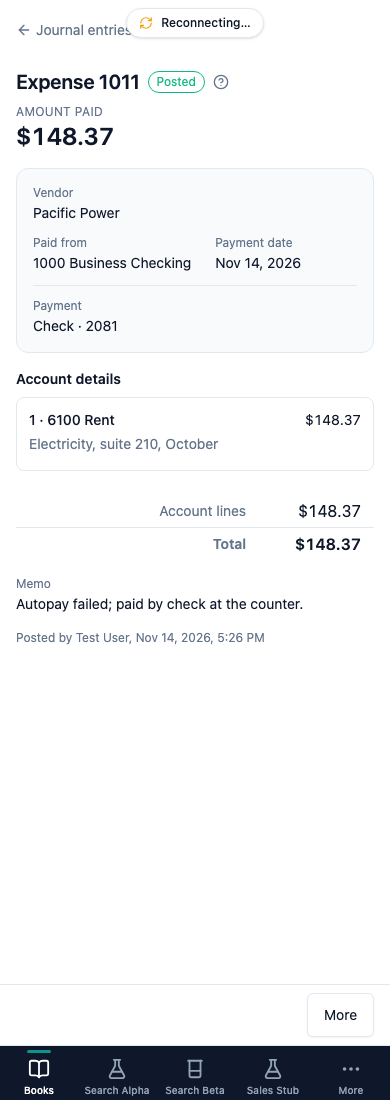 Reconnecting...
Journal entries
Expense 1011 Posted
AMOUNT PAID
$148.37
Vendor
Pacific Power
Paid from Payment date
1000 Business Checking Nov 14, 2026
Payment
Check · 2081
Account details
1 · 6100 Rent $148.37
Electricity, suite 210, October
Account lines $148.37
Total $148.37
Memo
Autopay failed; paid by check at the counter.
Posted by Test User, Nov 14, 2026, 5:26 PM
More
Books Search Alpha Search Beta Sales Stub More